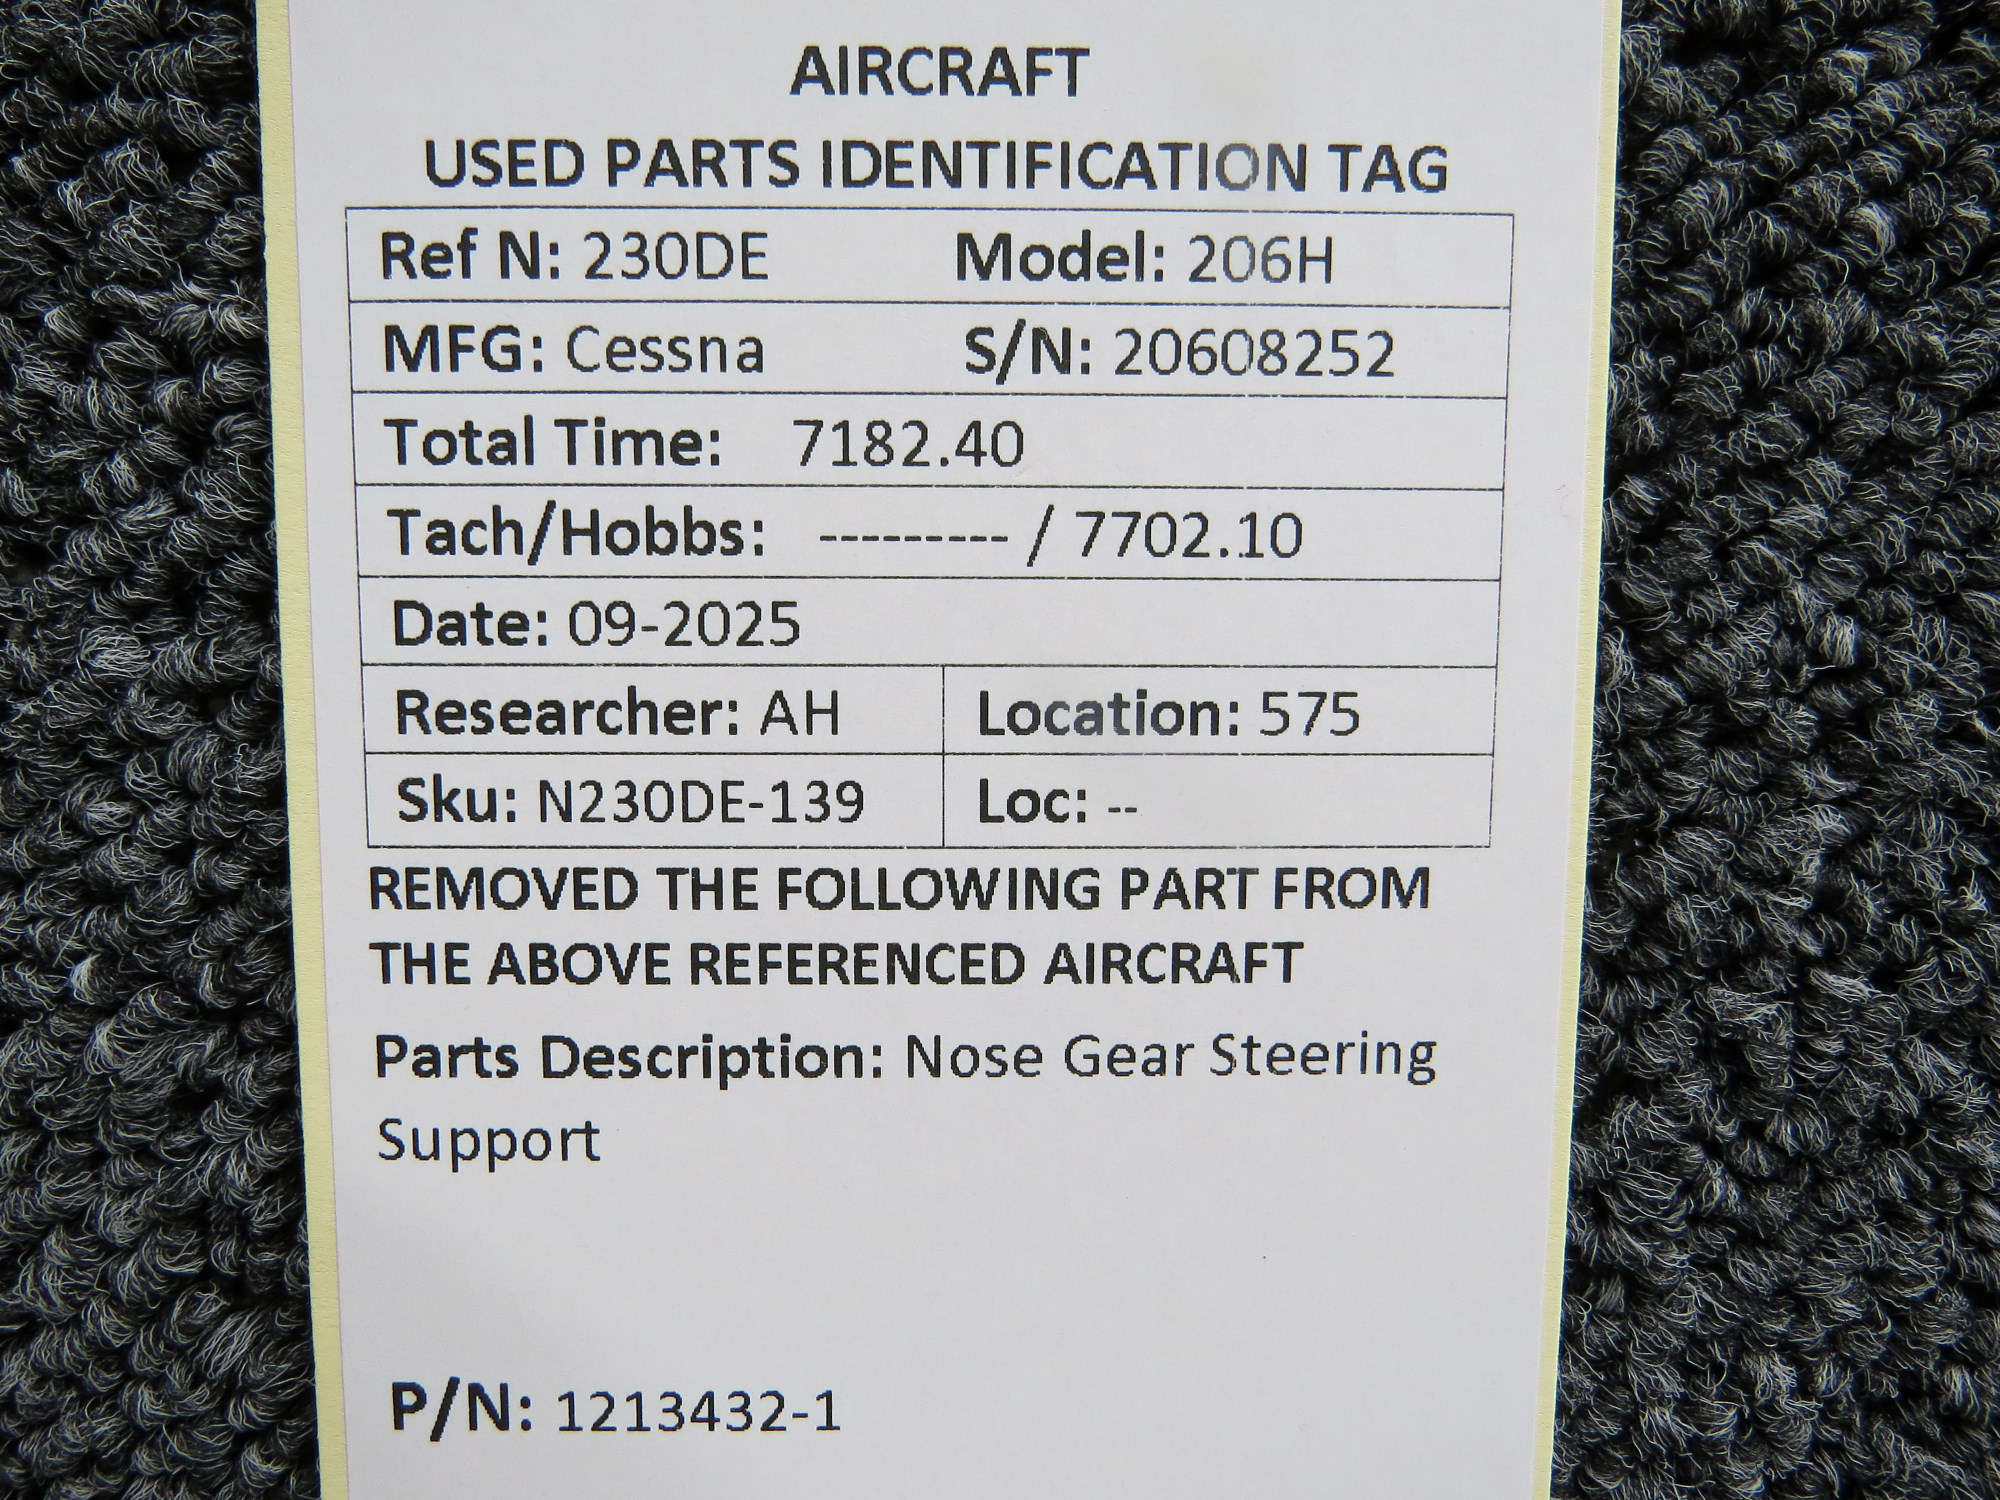 AIRCRAFT
USED PARTS IDENTIFICATION TAG
Ref N: 230DE Model: 206H
MFG: Cessna S/N: 20608252
Total Time: 7182.40
Tach/Hobbs: --------- / 7702.10
Date: 09-2025
Researcher: AH Location: 575
Sku: N230DE-139 Loc: --
REMOVED THE FOLLOWING PART FROM
THE ABOVE REFERENCED AIRCRAFT
Parts Description: Nose Gear Steering
Support
P/N: 1213432-1